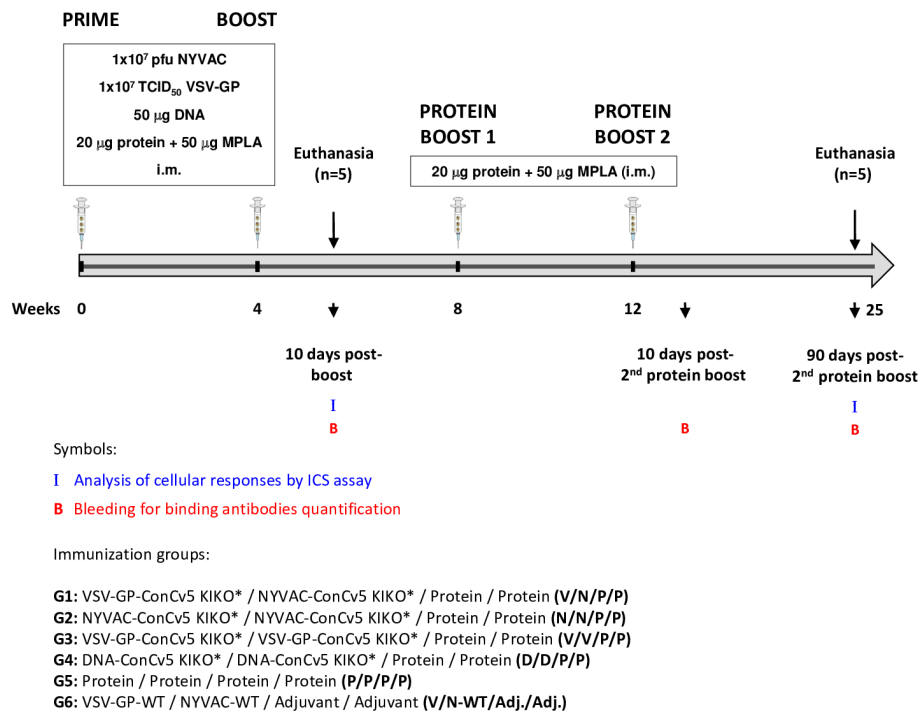 PRIME BOOST
1x10⁷ pfu NYVAC
1x10⁷ TCID₅₀ VSV-GP
50 µg DNA
20 µg protein + 50 µg MPLA
i.m.
Euthanasia
(n=5)
PROTEIN
BOOST 1
PROTEIN
BOOST 2
20 µg protein + 50 µg MPLA (i.m.)
Euthanasia
(n=5)
Weeks 0 4 8 12 25
10 days post-
boost
I
B
10 days post-
2nd protein boost
B
90 days post-
2nd protein boost
I
B
Symbols:
I Analysis of cellular responses by ICS assay
B Bleeding for binding antibodies quantification
Immunization groups:
G1: VSV-GP-ConCv5 KIKO* / NYVAC-ConCv5 KIKO* / Protein / Protein (V/N/P/P)
G2: NYVAC-ConCv5 KIKO* / NYVAC-ConCv5 KIKO* / Protein / Protein (N/N/P/P)
G3: VSV-GP-ConCv5 KIKO* / VSV-GP-ConCv5 KIKO* / Protein / Protein (V/V/P/P)
G4: DNA-ConCv5 KIKO* / DNA-ConCv5 KIKO* / Protein / Protein (D/D/P/P)
G5: Protein / Protein / Protein / Protein (P/P/P/P)
G6: VSV-GP-WT / NYVAC-WT / Adjuvant / Adjuvant (V/N-WT/Adj./Adj.)